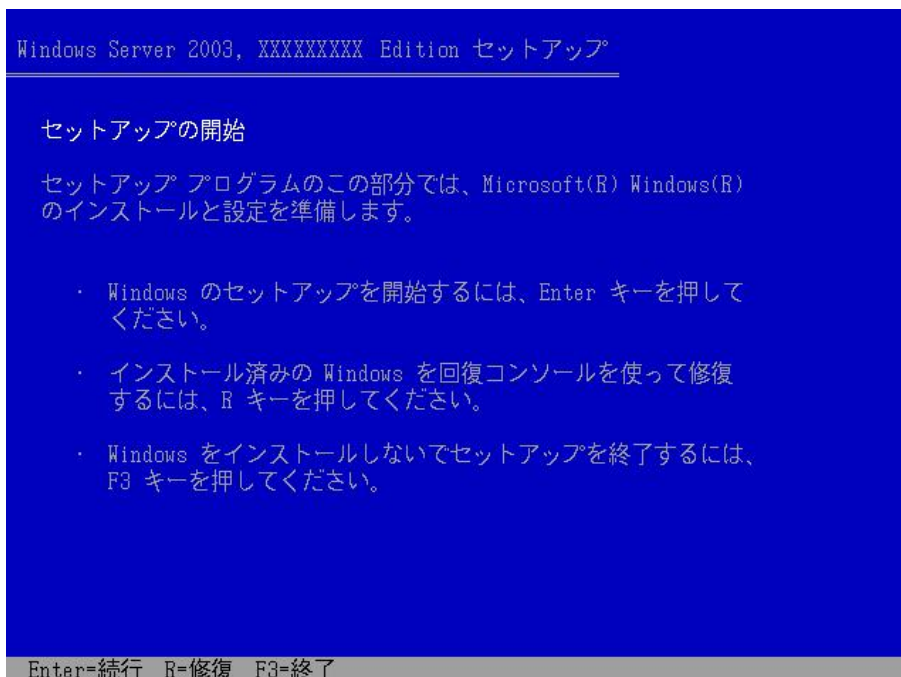 Windows Server 2003, XXXXXXXXX Edition セットアップ
セットアップの開始
セットアップ プログラムのこの部分では、Microsoft(R) Windows(R)
のインストールと設定を準備します。
・ Windows のセットアップを開始するには、Enter キーを押して
ください。
・ インストール済みの Windows を回復コンソールを使って修復
するには、R キーを押してください。
・ Windows をインストールしないでセットアップを終了するには、
F3 キーを押してください。
Enter=続行 R=修復 F3=終了